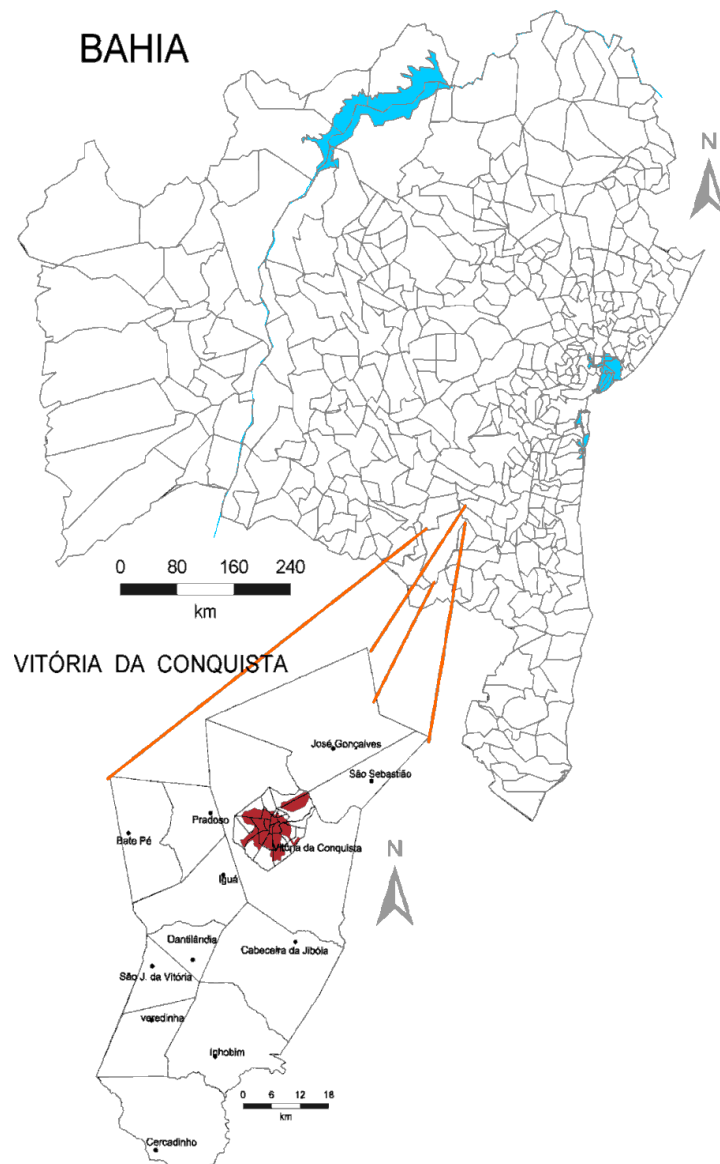 BAHIA
N
0 80 160 240
km
VITÓRIA DA CONQUISTA
José Gonçalves
São Sebastião
Pradoso
Bate Pé
Vitória da Conquista
Iguá
N
Dantilândia
Cabeceira da Jibóia
São J. da Vitória
veredinha
Inhobim
0 6 12 18
km
Cercadinho